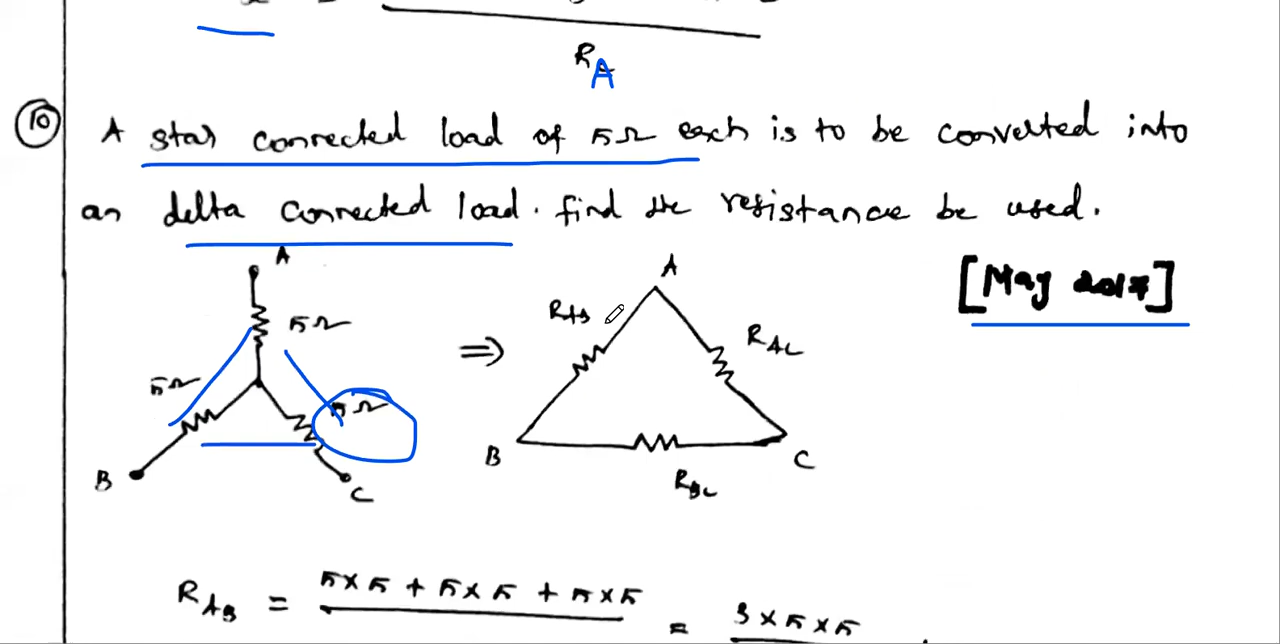 R_A
⑩ A star connected load of 5Ω each is to be converted into
an delta connected load. find the resistance be used.
[May 2017]
A
5Ω
5Ω
5Ω
B
C
⇒
A
R_AB
R_AC
B
C
R_BC
R_AB = 5×5 + 5×5 + 5×5 = 3×5×5